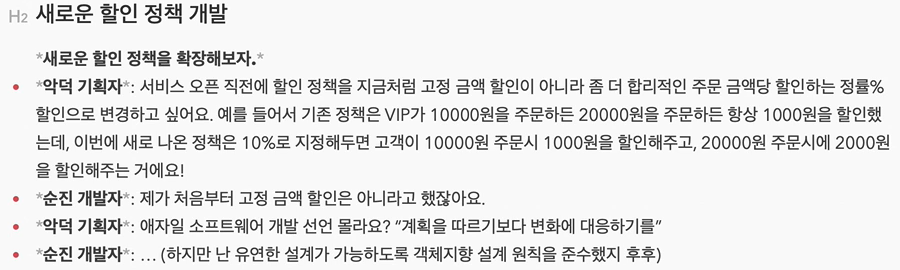 H2 새로운 할인 정책 개발
*새로운 할인 정책을 확장해보자.*
• *악덕 기획자*: 서비스 오픈 직전에 할인 정책을 지금처럼 고정 금액 할인이 아니라 좀 더 합리적인 주문 금액당 할인하는 정률%
할인으로 변경하고 싶어요. 예를 들어서 기존 정책은 VIP가 10000원을 주문하든 20000원을 주문하든 항상 1000원을 할인했
는데, 이번에 새로 나온 정책은 10%로 지정해두면 고객이 10000원 주문시 1000원을 할인해주고, 20000원 주문시에 2000원
을 할인해주는 거에요!
• *순진 개발자*: 제가 처음부터 고정 금액 할인은 아니라고 했잖아요.
• *악덕 기획자*: 애자일 소프트웨어 개발 선언 몰라요? “계획을 따르기보다 변화에 대응하기를”
• *순진 개발자*: … (하지만 난 유연한 설계가 가능하도록 객체지향 설계 원칙을 준수했지 후후)